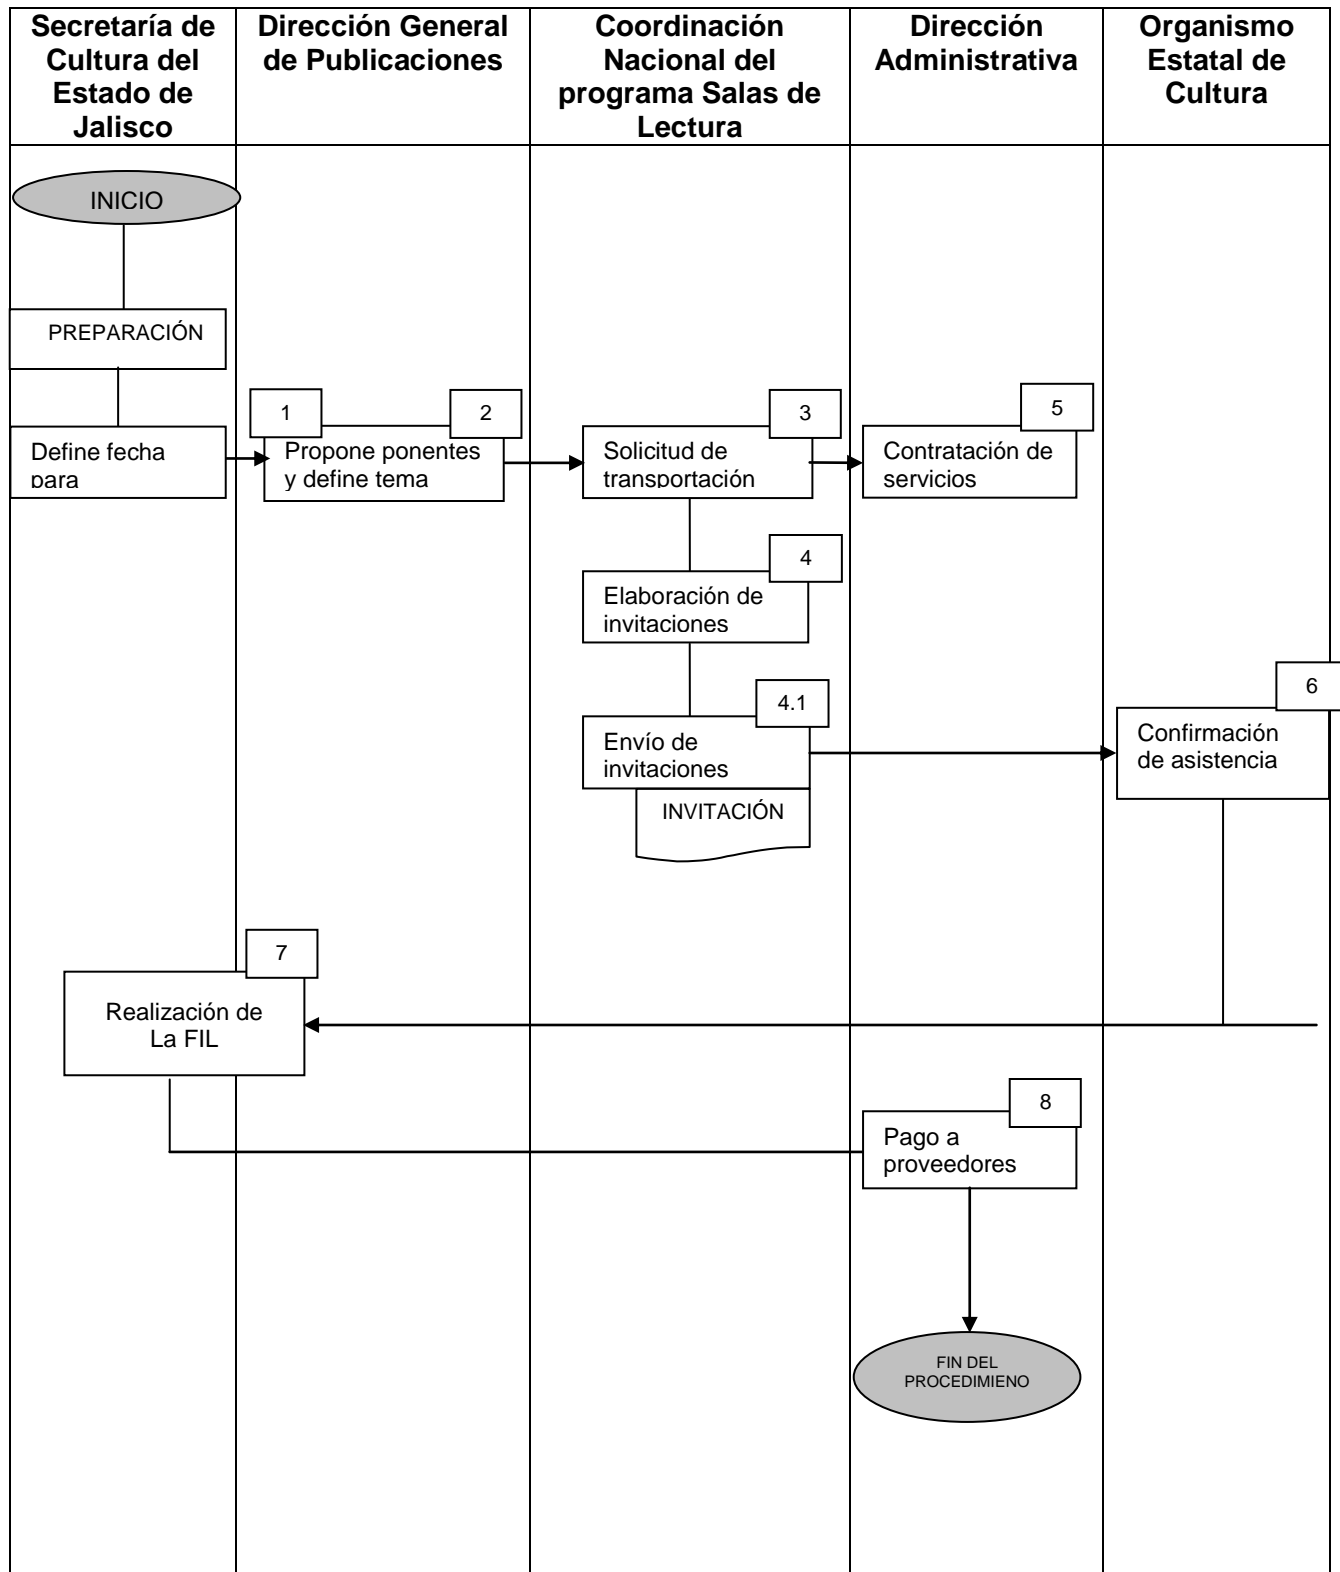 Secretaría de
Cultura del
Estado de
Jalisco
Dirección General
de Publicaciones
Coordinación
Nacional del
programa Salas de
Lectura
Dirección
Administrativa
Organismo
Estatal de
Cultura
INICIO
PREPARACIÓN
Define fecha
para
1
2
Propone ponentes
y define tema
3
Solicitud de
transportación
5
Contratación de
servicios
4
Elaboración de
invitaciones
4.1
Envío de
invitaciones
INVITACIÓN
6
Confirmación
de asistencia
7
Realización de
La FIL
8
Pago a
proveedores
FIN DEL
PROCEDIMIENO